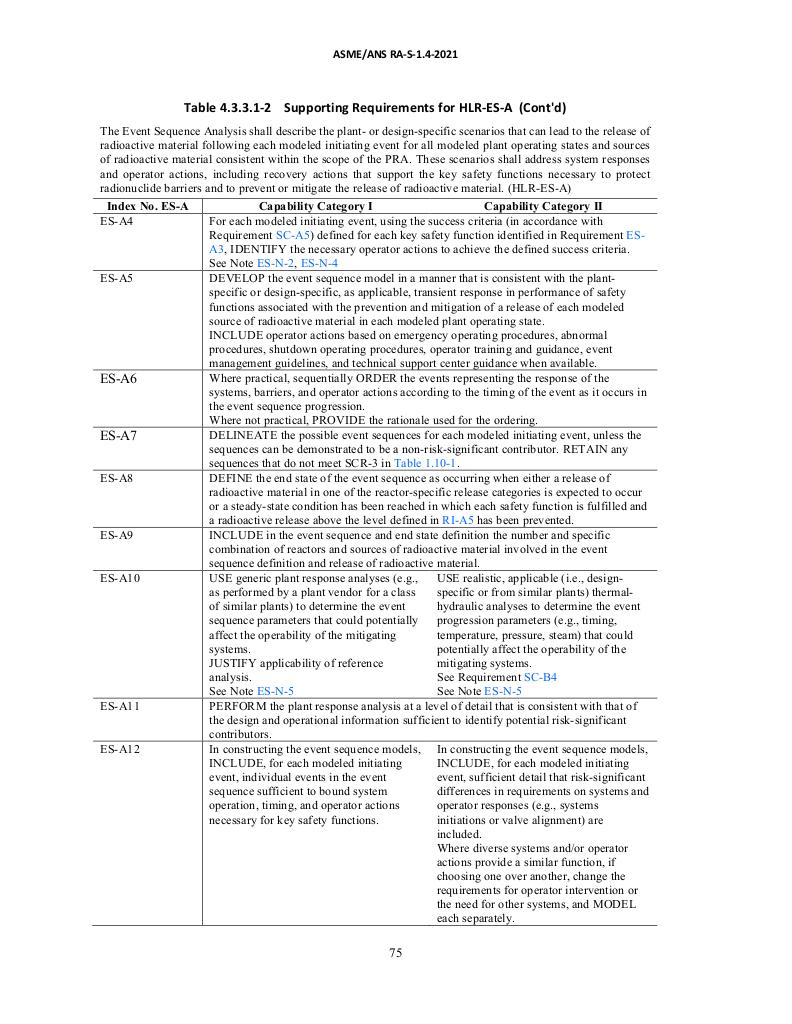 ASME/ANS RA-S-1.4-2021
Table 4.3.3.1-2 Supporting Requirements for HLR-ES-A (Cont'd)
The Event Sequence Analysis shall describe the plant- or design-specific scenarios that can lead to the release of
radioactive material following each modeled initiating event for all modeled plant operating states and sources
of radioactive material consistent within the scope of the PRA. These scenarios shall address system responses
and operator actions, including recovery actions that support the key safety functions necessary to protect
radionuclide barriers and to prevent or mitigate the release of radioactive material. (HLR-ES-A)
Index No. ES-A Capability Category I Capability Category II
ES-A4 For each modeled initiating event, using the success criteria (in accordance with
Requirement SC-A5) defined for each key safety function identified in Requirement ES-
A3, IDENTIFY the necessary operator actions to achieve the defined success criteria.
See Note ES-N-2, ES-N-4
ES-A5 DEVELOP the event sequence model in a manner that is consistent with the plant-
specific or design-specific, as applicable, transient response in performance of safety
functions associated with the prevention and mitigation of a release of each modeled
source of radioactive material in each modeled plant operating state.
INCLUDE operator actions based on emergency operating procedures, abnormal
procedures, shutdown operating procedures, operator training and guidance, event
management guidelines, and technical support center guidance when available.
ES-A6 Where practical, sequentially ORDER the events representing the response of the
systems, barriers, and operator actions according to the timing of the event as it occurs in
the event sequence progression.
Where not practical, PROVIDE the rationale used for the ordering.
ES-A7 DELINEATE the possible event sequences for each modeled initiating event, unless the
sequences can be demonstrated to be a non-risk-significant contributor. RETAIN any
sequences that do not meet SCR-3 in Table 1.10-1.
ES-A8 DEFINE the end state of the event sequence as occurring when either a release of
radioactive material in one of the reactor-specific release categories is expected to occur
or a steady-state condition has been reached in which each safety function is fulfilled and
a radioactive release above the level defined in RI-A5 has been prevented.
ES-A9 INCLUDE in the event sequence and end state definition the number and specific
combination of reactors and sources of radioactive material involved in the event
sequence definition and release of radioactive material.
ES-A10 USE generic plant response analyses (e.g.,
as performed by a plant vendor for a class
of similar plants) to determine the event
sequence parameters that could potentially
affect the operability of the mitigating
systems.
JUSTIFY applicability of reference
analysis.
See Note ES-N-5
USE realistic, applicable (i.e., design-
specific or from similar plants) thermal-
hydraulic analyses to determine the event
progression parameters (e.g., timing,
temperature, pressure, steam) that could
potentially affect the operability of the
mitigating systems.
See Requirement SC-B4
See Note ES-N-5
ES-A11 PERFORM the plant response analysis at a level of detail that is consistent with that of
the design and operational information sufficient to identify potential risk-significant
contributors.
ES-A12 In constructing the event sequence models,
INCLUDE, for each modeled initiating
event, individual events in the event
sequence sufficient to bound system
operation, timing, and operator actions
necessary for key safety functions.
In constructing the event sequence models,
INCLUDE, for each modeled initiating
event, sufficient detail that risk-significant
differences in requirements on systems and
operator responses (e.g., systems
initiations or valve alignment) are
included.
Where diverse systems and/or operator
actions provide a similar function, if
choosing one over another, change the
requirements for operator intervention or
the need for other systems, and MODEL
each separately.
75